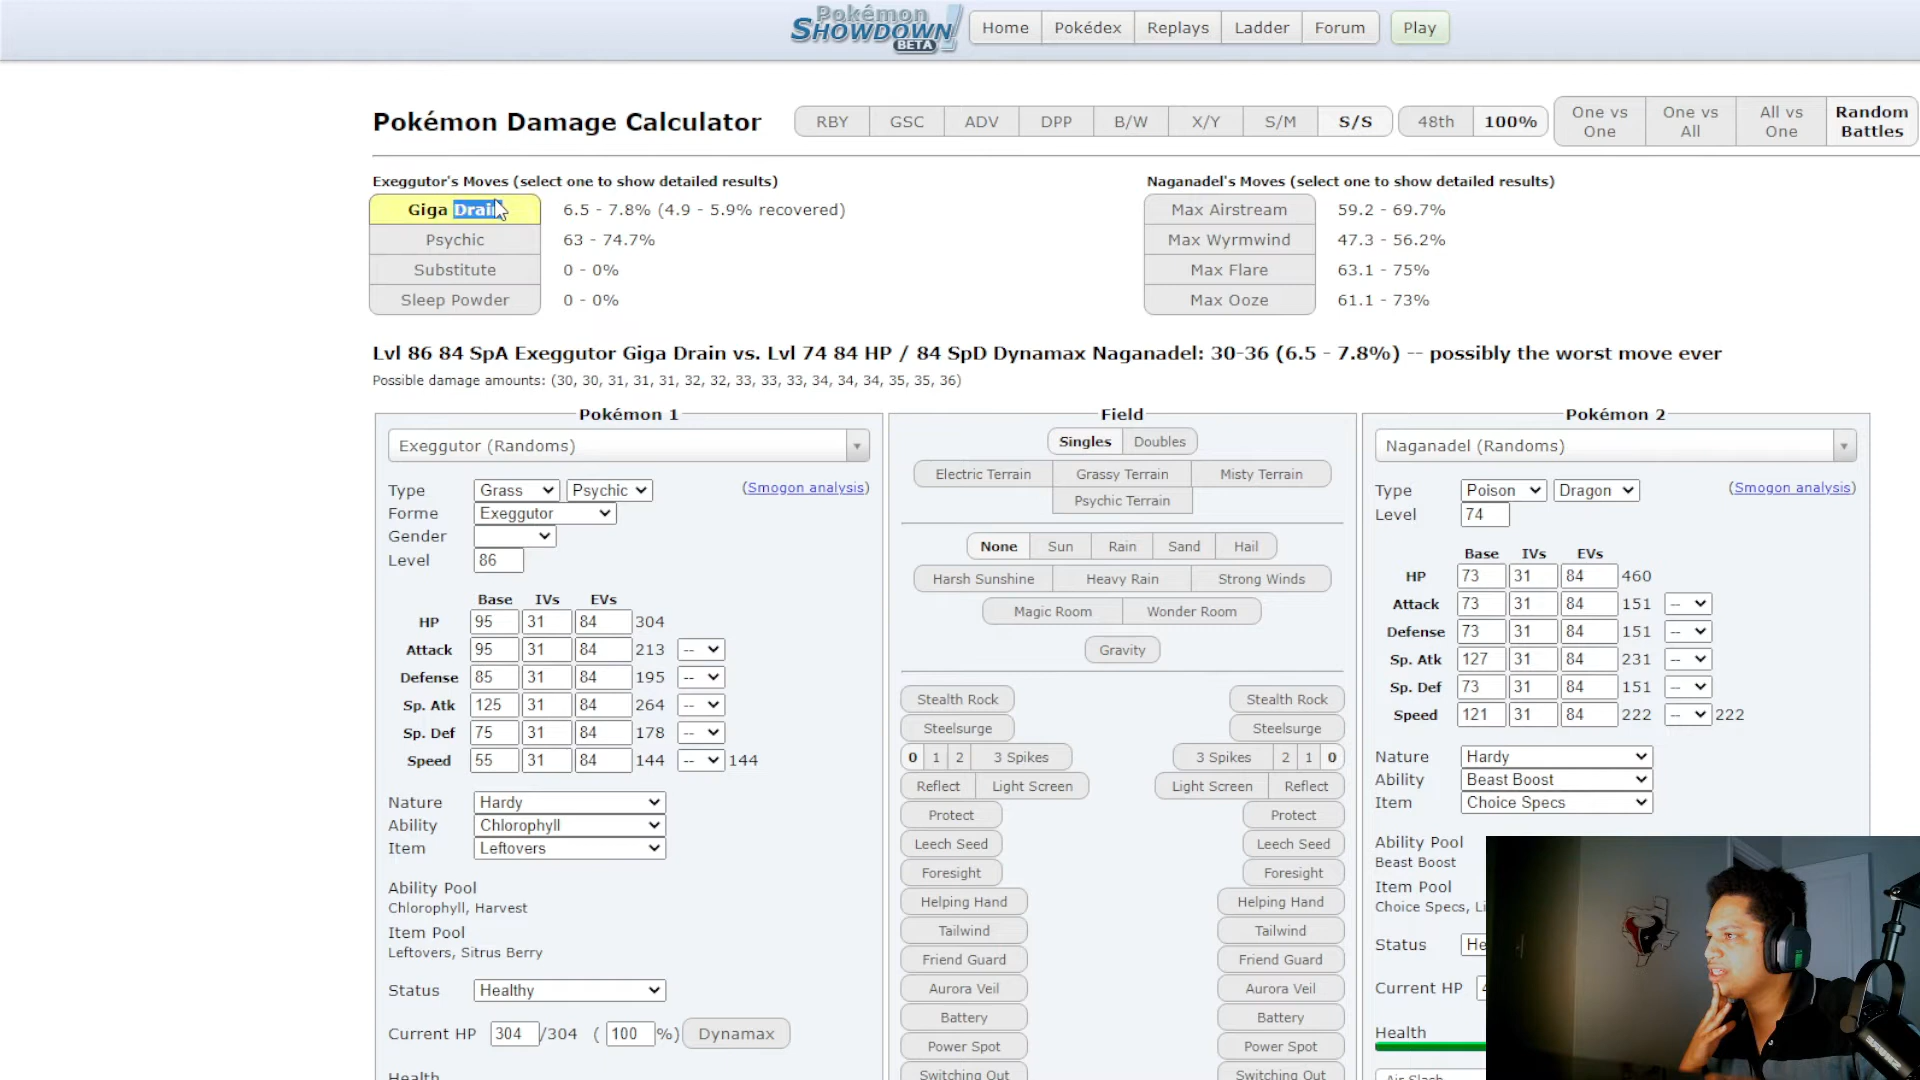 Pokémon
SHOWDOWN!
BETA
Home Pokédex Replays Ladder Forum Play
Pokémon Damage Calculator RBY GSC ADV DPP B/W X/Y S/M S/S 48th 100% One vs One One vs All All vs One Random Battles
Exeggutor's Moves (select one to show detailed results)
Giga Drain 6.5 - 7.8% (4.9 - 5.9% recovered)
Psychic 63 - 74.7%
Substitute 0 - 0%
Sleep Powder 0 - 0%
Naganadel's Moves (select one to show detailed results)
Max Airstream 59.2 - 69.7%
Max Wyrmwind 47.3 - 56.2%
Max Flare 63.1 - 75%
Max Ooze 61.1 - 73%
Lvl 86 84 SpA Exeggutor Giga Drain vs. Lvl 74 84 HP / 84 SpD Dynamax Naganadel: 30-36 (6.5 - 7.8%) -- possibly the worst move ever
Possible damage amounts: (30, 30, 31, 31, 31, 32, 32, 33, 33, 33, 34, 34, 34, 35, 35, 36)
Pokémon 1
Exeggutor (Randoms)
Type Grass Psychic (Smogon analysis)
Forme Exeggutor
Gender
Level 86
Base IVs EVs
HP 95 31 84 304
Attack 95 31 84 213 --
Defense 85 31 84 195 --
Sp. Atk 125 31 84 264 --
Sp. Def 75 31 84 178 --
Speed 55 31 84 144 -- 144
Nature Hardy
Ability Chlorophyll
Item Leftovers
Ability Pool
Chlorophyll, Harvest
Item Pool
Leftovers, Sitrus Berry
Status Healthy
Current HP 304 /304 ( 100 %) Dynamax
Health
Field
Singles Doubles
Electric Terrain Grassy Terrain Misty Terrain
Psychic Terrain
None Sun Rain Sand Hail
Harsh Sunshine Heavy Rain Strong Winds
Magic Room Wonder Room
Gravity
Stealth Rock Stealth Rock
Steelsurge Steelsurge
0 1 2 3 Spikes 3 Spikes 2 1 0
Reflect Light Screen Light Screen Reflect
Protect Protect
Leech Seed Leech Seed
Foresight Foresight
Helping Hand Helping Hand
Tailwind Tailwind
Friend Guard Friend Guard
Aurora Veil Aurora Veil
Battery Battery
Power Spot Power Spot
Switching Out Switching Out
Pokémon 2
Naganadel (Randoms)
Type Poison Dragon (Smogon analysis)
Level 74
Base IVs EVs
HP 73 31 84 460
Attack 73 31 84 151 --
Defense 73 31 84 151 --
Sp. Atk 127 31 84 231 --
Sp. Def 73 31 84 151 --
Speed 121 31 84 222 -- 222
Nature Hardy
Ability Beast Boost
Item Choice Specs
Ability Pool
Beast Boost
Item Pool
Choice Specs, Li
Status He
Current HP 4
Health
Air Slash